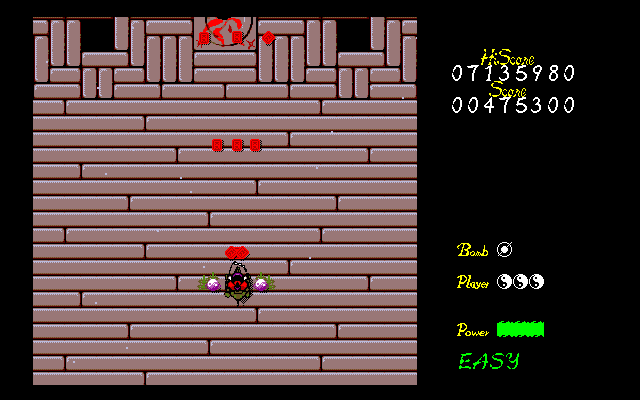 HiScore
07135980
Score
00475300
Bomb
Player
Power
EASY